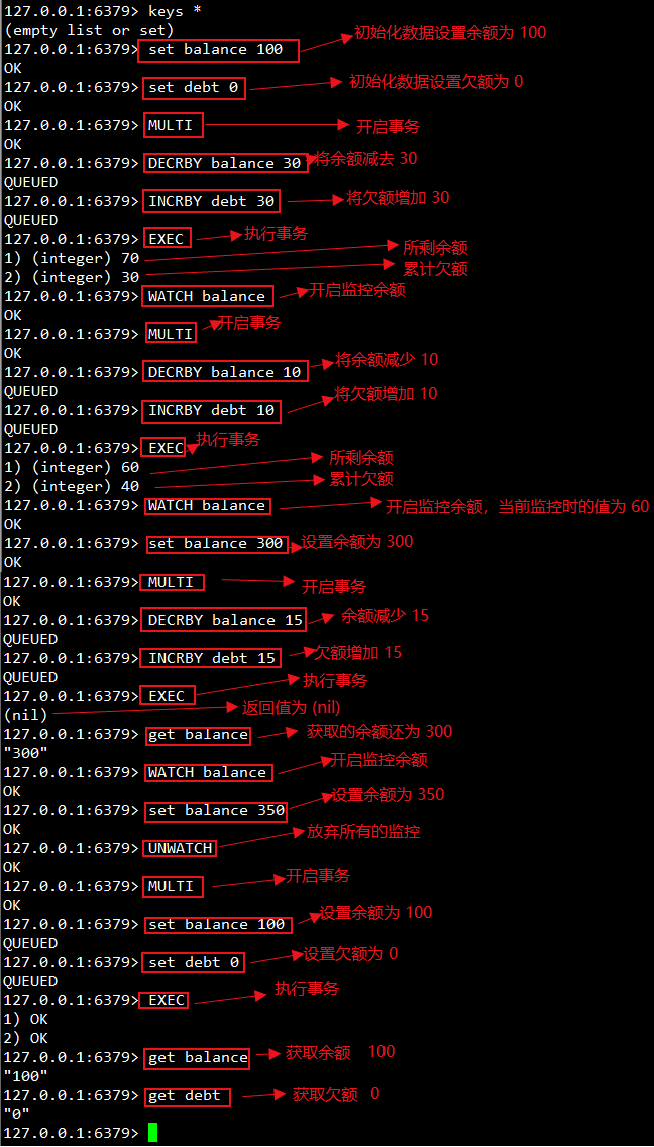 127.0.0.1:6379> keys *
(empty list or set)
127.0.0.1:6379> set balance 100 初始化数据设置余额为 100
OK
127.0.0.1:6379> set debt 0 初始化数据设置欠额为 0
OK
127.0.0.1:6379> MULTI 开启事务
OK
127.0.0.1:6379> DECRBY balance 30 将余额减去 30
QUEUED
127.0.0.1:6379> INCRBY debt 30 将欠额增加 30
QUEUED
127.0.0.1:6379> EXEC 执行事务
1) (integer) 70 所剩余额
2) (integer) 30 累计欠额
127.0.0.1:6379> WATCH balance 开启监控余额
OK
127.0.0.1:6379> MULTI 开启事务
OK
127.0.0.1:6379> DECRBY balance 10 将余额减少 10
QUEUED
127.0.0.1:6379> INCRBY debt 10 将欠额增加 10
QUEUED
127.0.0.1:6379> EXEC 执行事务
1) (integer) 60 所剩余额
2) (integer) 40 累计欠额
127.0.0.1:6379> WATCH balance 开启监控余额，当前监控时的值为 60
OK
127.0.0.1:6379> set balance 300 设置余额为 300
OK
127.0.0.1:6379> MULTI 开启事务
OK
127.0.0.1:6379> DECRBY balance 15 余额减少 15
QUEUED
127.0.0.1:6379> INCRBY debt 15 欠额增加 15
QUEUED
127.0.0.1:6379> EXEC 执行事务
(nil) 返回值为 (nil)
127.0.0.1:6379> get balance 获取的余额还为 300
"300"
127.0.0.1:6379> WATCH balance 开启监控余额
OK
127.0.0.1:6379> set balance 350 设置余额为 350
OK
127.0.0.1:6379> UNWATCH 放弃所有的监控
OK
127.0.0.1:6379> MULTI 开启事务
OK
127.0.0.1:6379> set balance 100 设置余额为 100
QUEUED
127.0.0.1:6379> set debt 0 设置欠额为 0
QUEUED
127.0.0.1:6379> EXEC 执行事务
1) OK
2) OK
127.0.0.1:6379> get balance 获取余额 100
"100"
127.0.0.1:6379> get debt 获取欠额 0
"0"
127.0.0.1:6379>